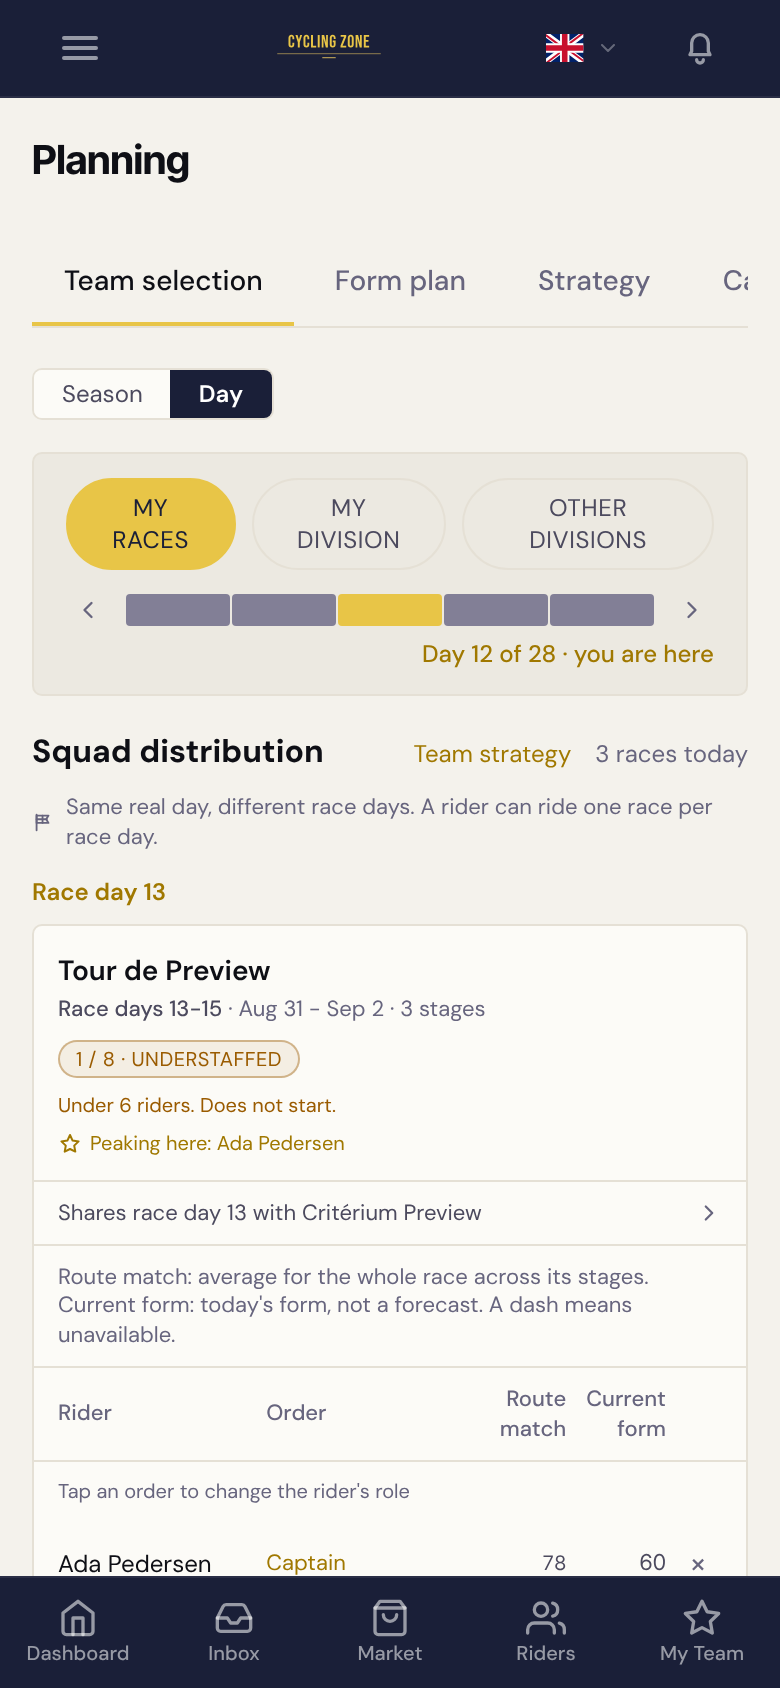 CYCLING ZONE
Planning
Team selection
Form plan
Strategy
Season
Day
MY
RACES
MY
DIVISION
OTHER
DIVISIONS
Day 12 of 28 · you are here
Squad distribution
Team strategy
3 races today
Same real day, different race days. A rider can ride one race per
race day.
Race day 13
Tour de Preview
Race days 13–15 · Aug 31 – Sep 2 · 3 stages
1 / 8 · UNDERSTAFFED
Under 6 riders. Does not start.
Peaking here: Ada Pedersen
Shares race day 13 with Critérium Preview
Route match: average for the whole race across its stages.
Current form: today's form, not a forecast. A dash means
unavailable.
Rider
Order
Route
match
Current
form
Tap an order to change the rider's role
Ada Pedersen
Captain
78
60
×
Dashboard
Inbox
Market
Riders
My Team